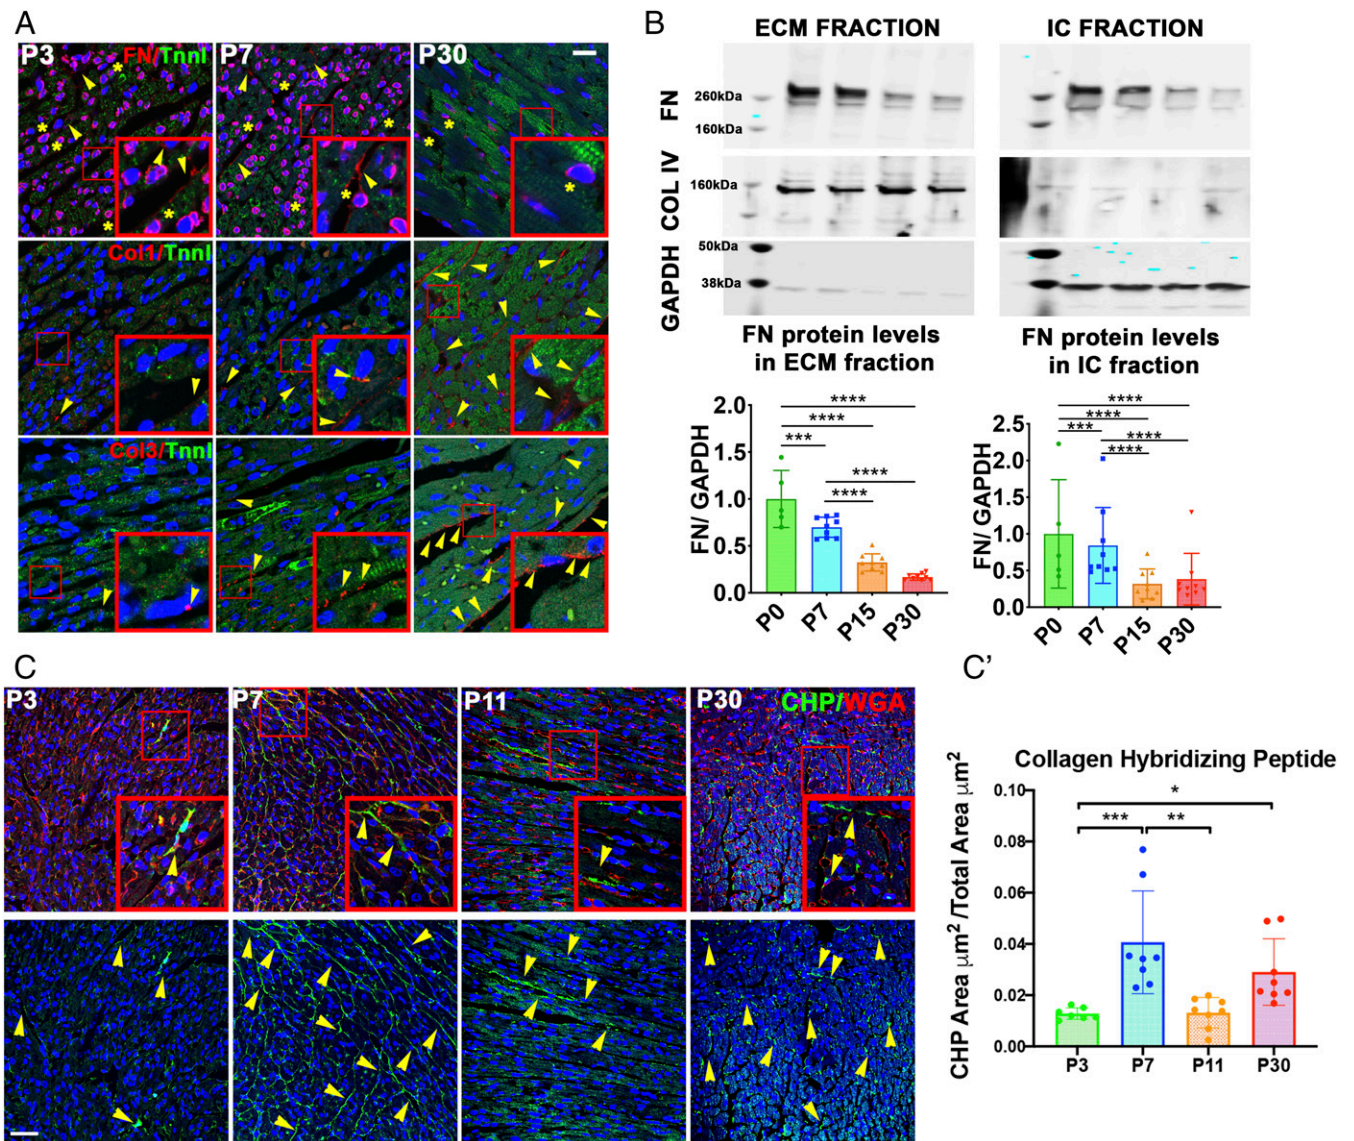 A
P3
FN/TnnI
P7
P30
Col1/TnnI
Col3/TnnI
B
ECM FRACTION
IC FRACTION
FN
260kDa
160kDa
COL IV
160kDa
GAPDH
50kDa
38kDa
FN protein levels
in ECM fraction
FN protein levels
in IC fraction
FN/ GAPDH
2.0
1.5
1.0
0.5
0.0
****
****
***
****
****
P0
P7
P15
P30
FN/ GAPDH
2.5
2.0
1.5
1.0
0.5
0.0
****
****
***
****
****
P0
P7
P15
P30
C
P3
P7
P11
P30
CHP/WGA
C'
Collagen Hybridizing Peptide
CHP Area μm² /Total Area μm²
0.10
0.08
0.06
0.04
0.02
0.00
*
***
**
P3
P7
P11
P30